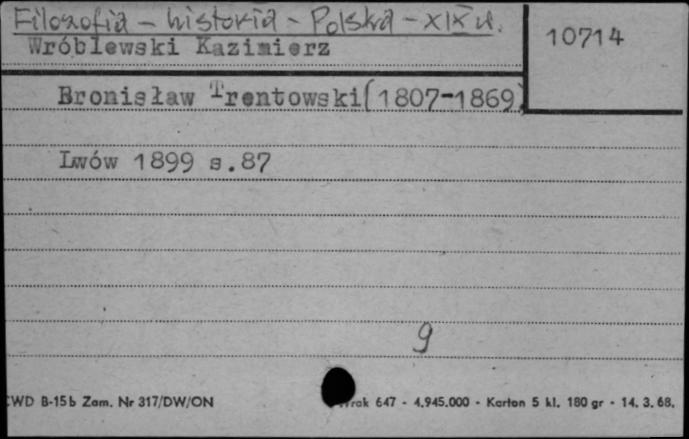 Filozofia - historia - Polska - XIX w.
10714
Wróblewski Kazimierz
Bronisław Trentowski(1807-1869)
Lwów 1899 s.87
9
CWD B-15b Zam. Nr 317/DW/ON
647 - 4.945.000 - Karton 5 kl. 180 gr - 14. 3. 68.